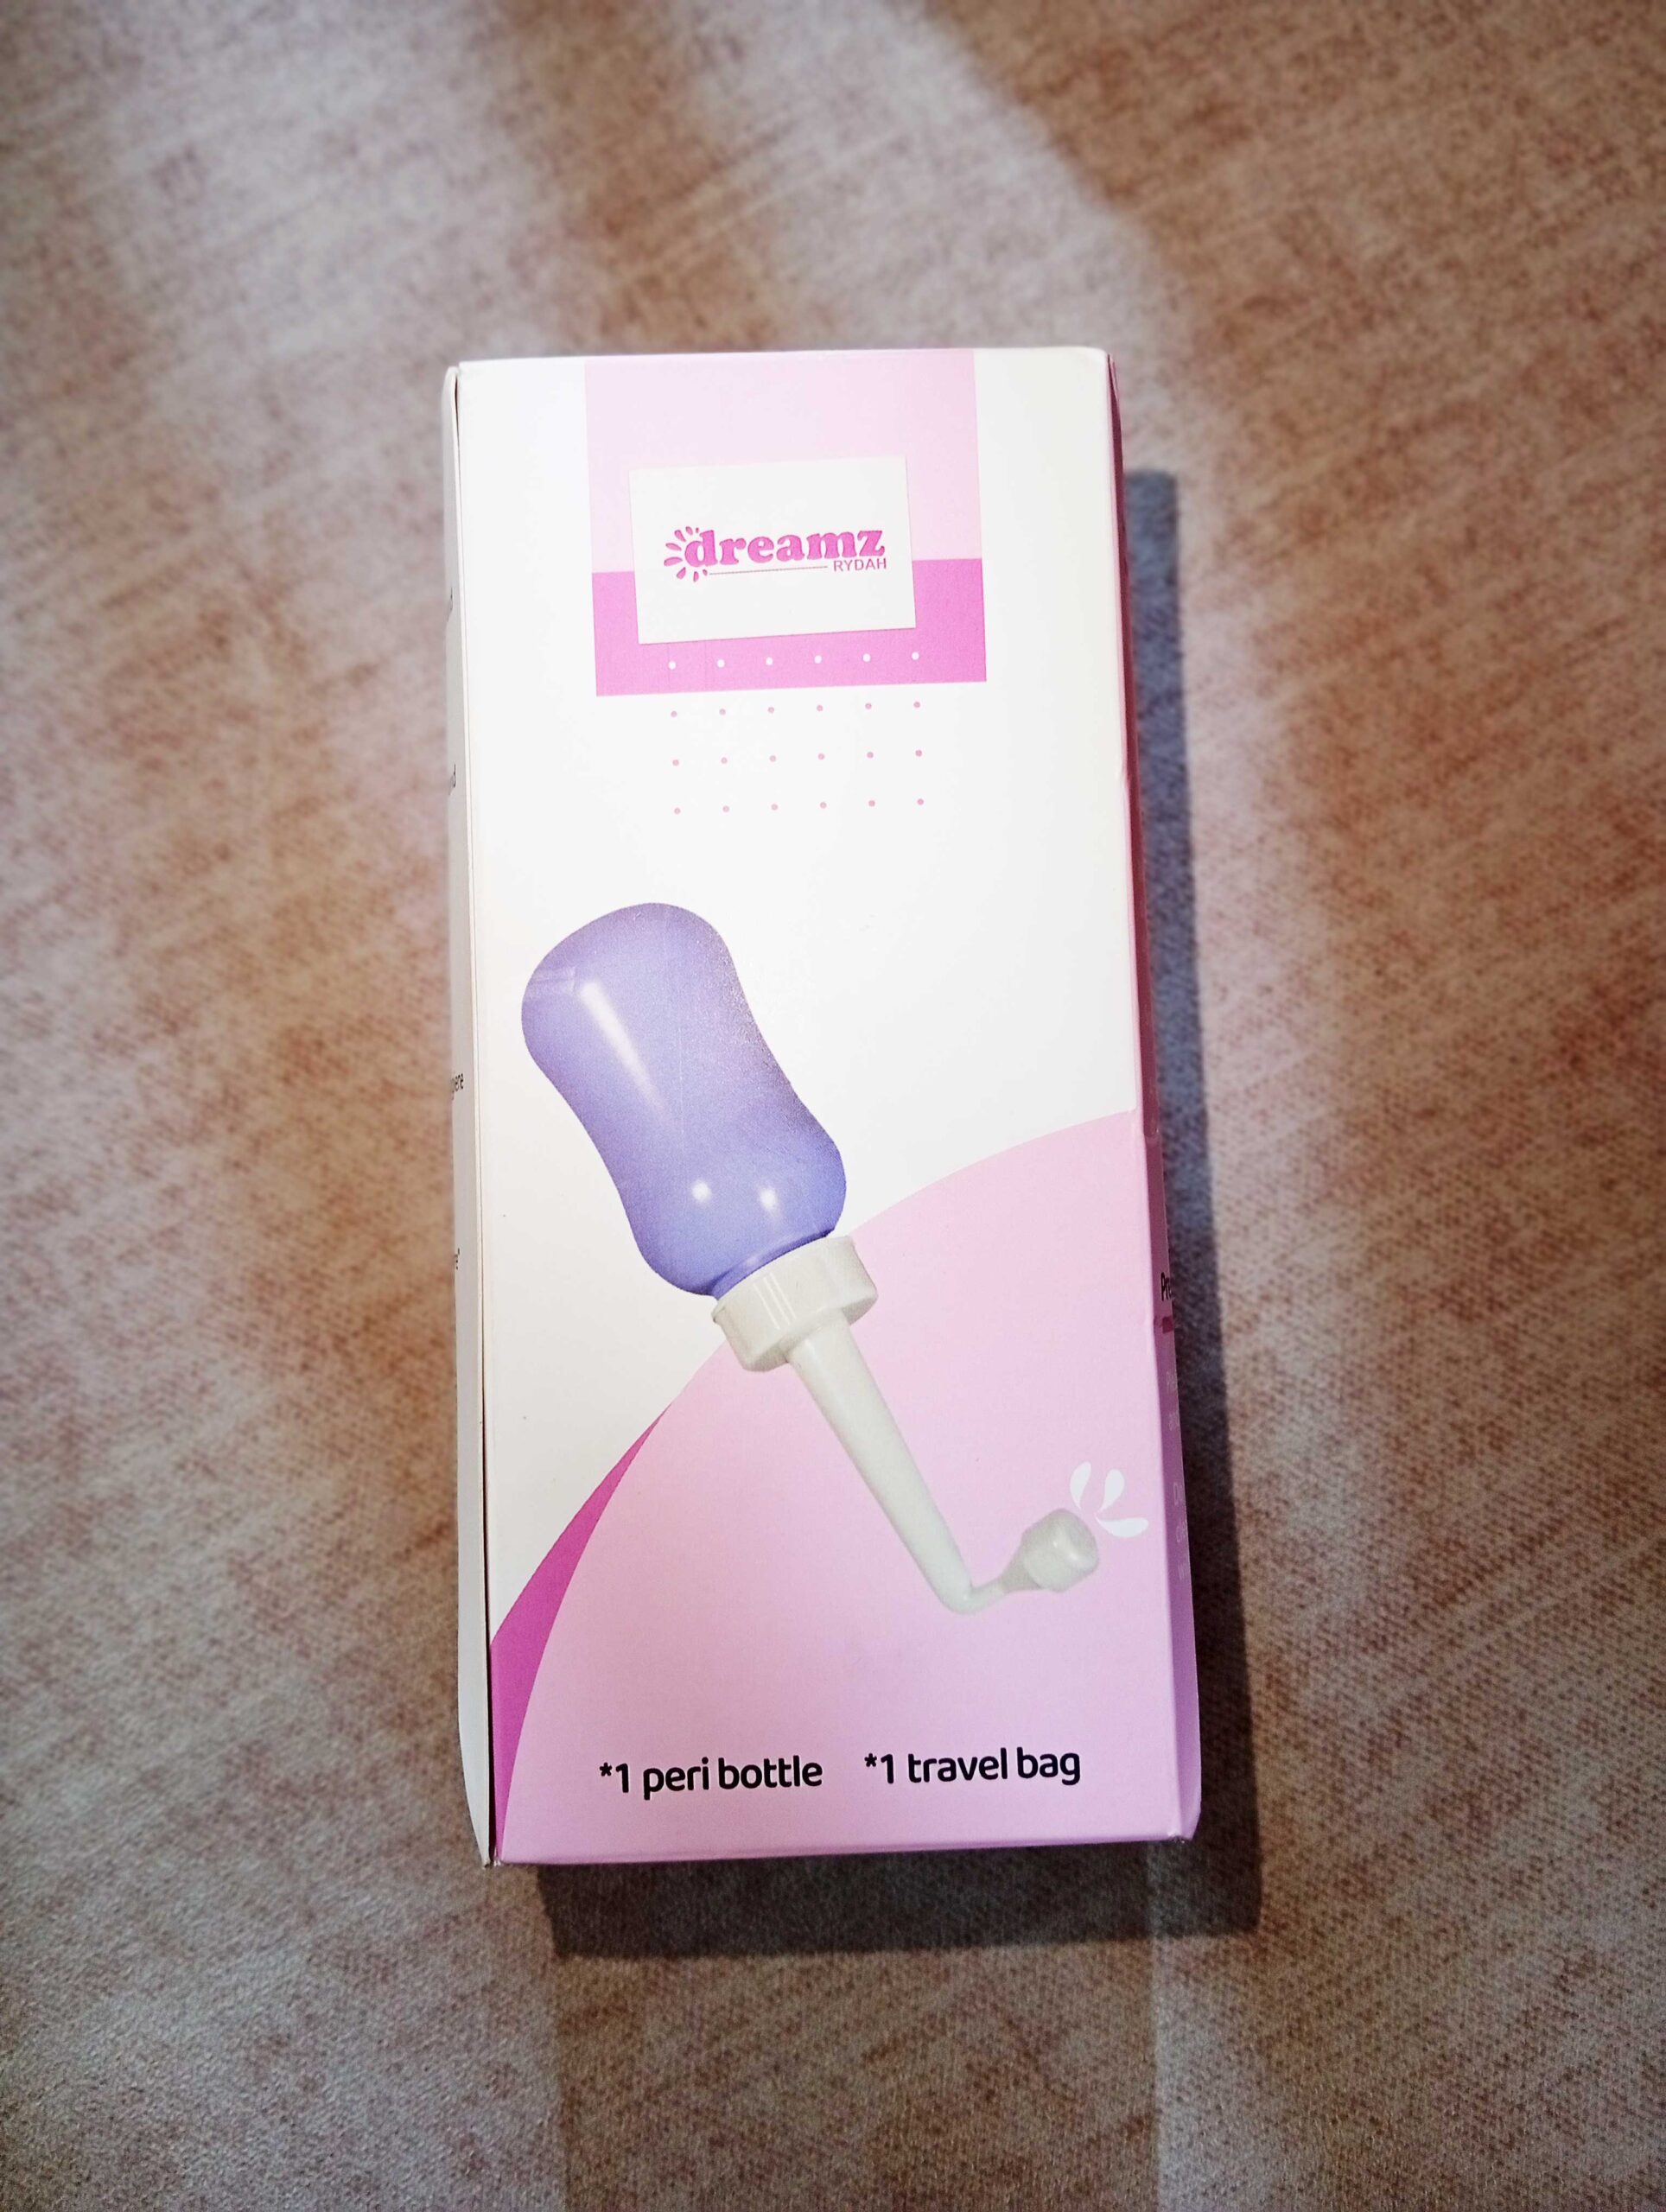 dreamz
RYDAH
*1 peri bottle *1 travel bag